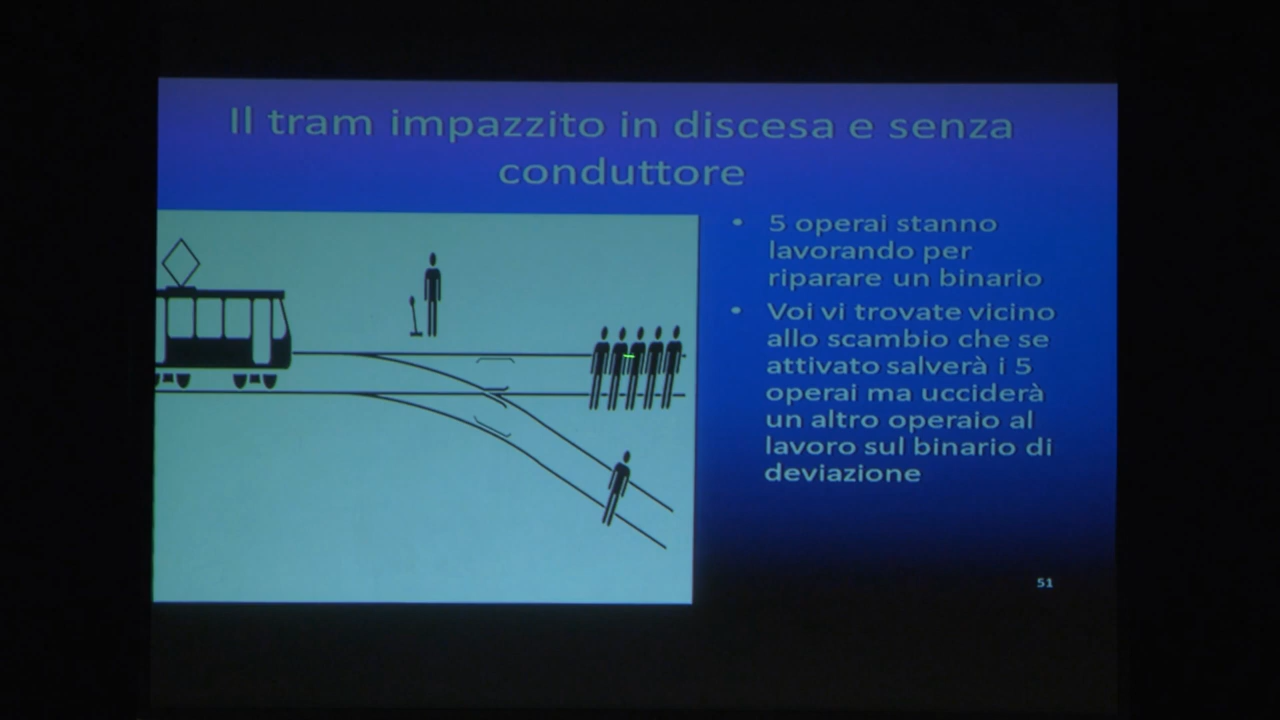 Il tram impazzito in discesa e senza
conduttore
• 5 operai stanno
lavorando per
riparare un binario
• Voi vi trovate vicino
allo scambio che se
attivato salverà i 5
operai ma ucciderà
un altro operaio al
lavoro sul binario di
deviazione
51